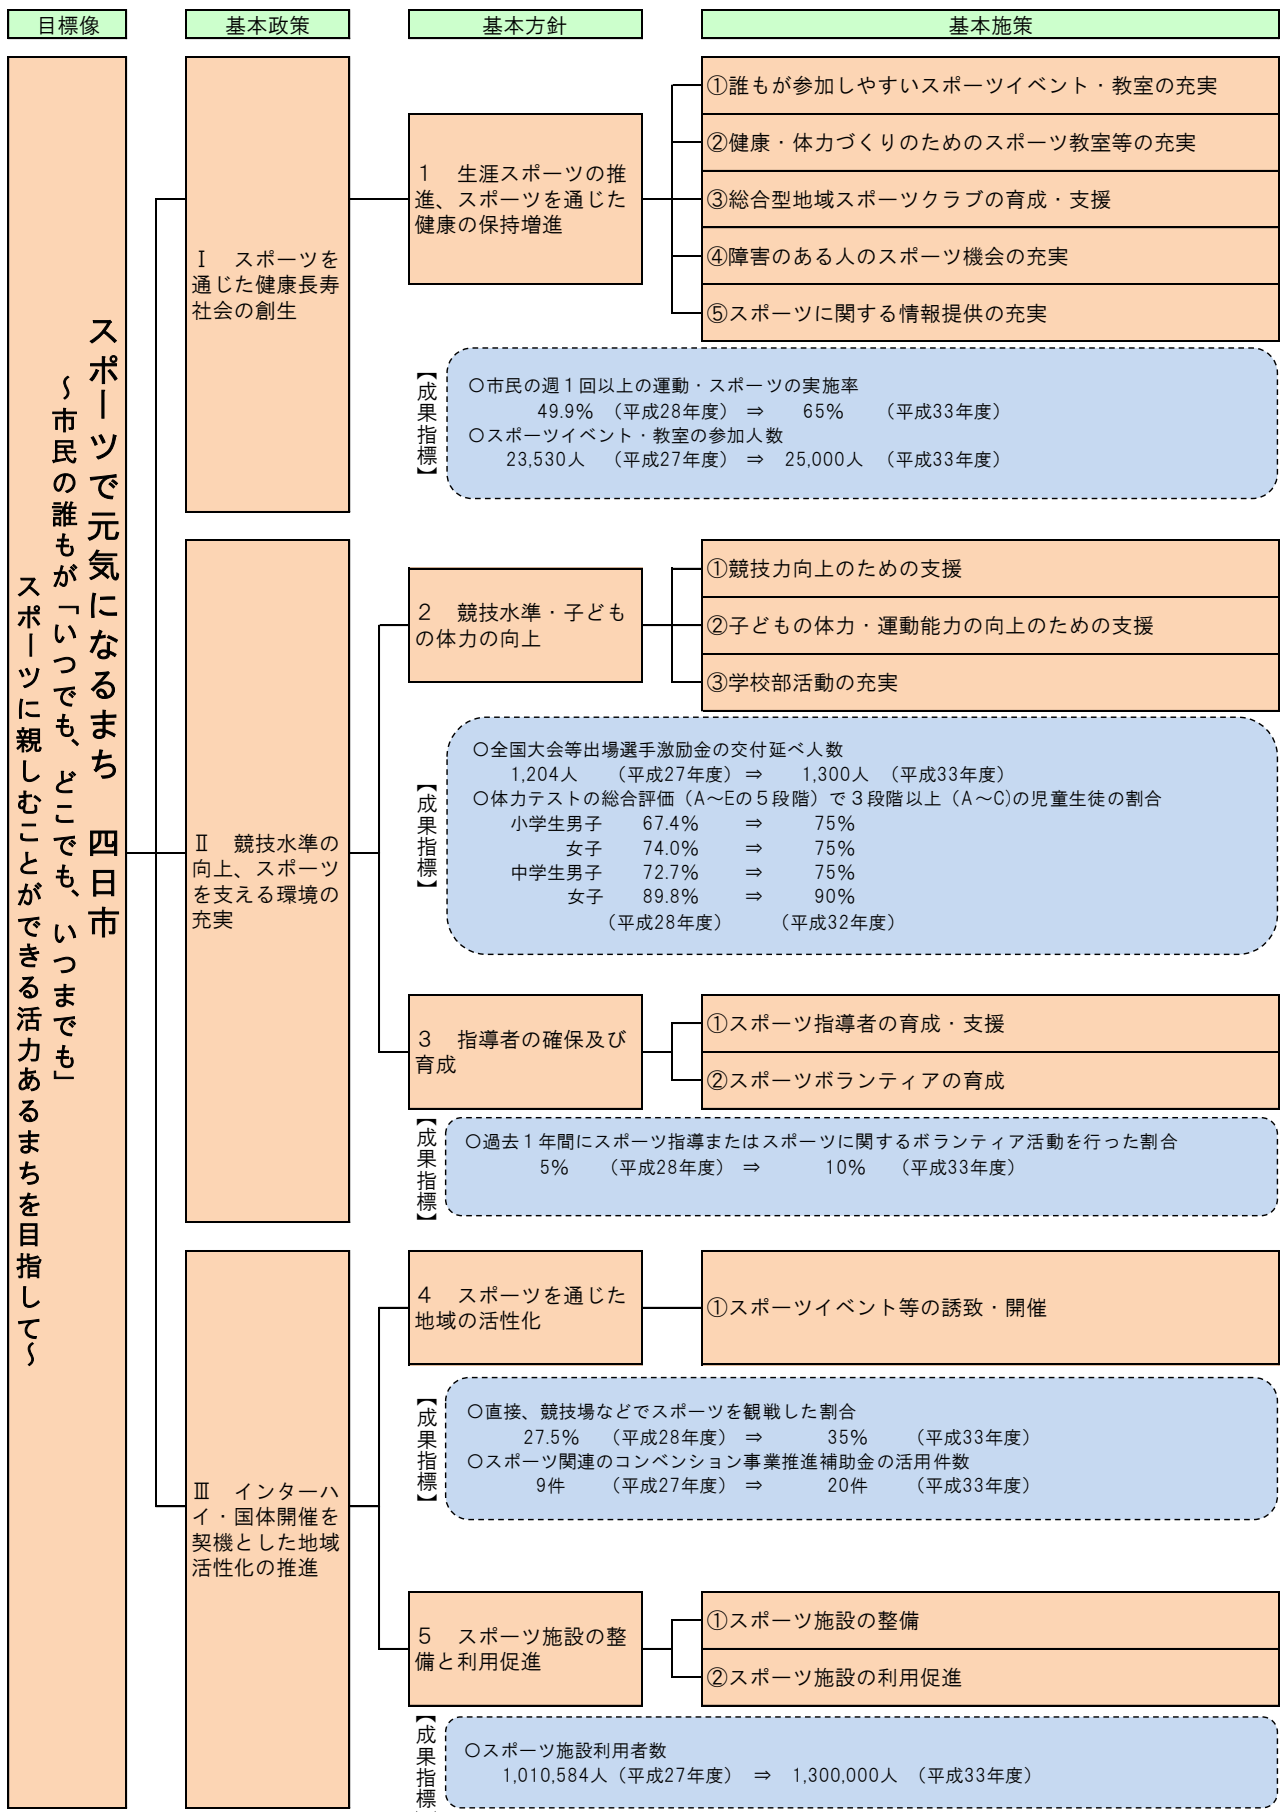 目標像
基本政策
基本方針
基本施策
スポーツで元気になるまち　四日市
～市民の誰もが「いつでも、どこでも、いつまでも」
スポーツに親しむことができる活力あるまちを目指して～
Ⅰ　スポーツを
通じた健康長寿
社会の創生
１　生涯スポーツの推
進、スポーツを通じた
健康の保持増進
①誰もが参加しやすいスポーツイベント・教室の充実
②健康・体力づくりのためのスポーツ教室等の充実
③総合型地域スポーツクラブの育成・支援
④障害のある人のスポーツ機会の充実
⑤スポーツに関する情報提供の充実
【成果指標】
○市民の週１回以上の運動・スポーツの実施率
49.9%　（平成28年度）　⇒　65%　（平成33年度）
○スポーツイベント・教室の参加人数
23,530人　（平成27年度）　⇒　25,000人　（平成33年度）
Ⅱ　競技水準の
向上、スポーツ
を支える環境の
充実
２　競技水準・子ども
の体力の向上
①競技力向上のための支援
②子どもの体力・運動能力の向上のための支援
③学校部活動の充実
【成果指標】
○全国大会等出場選手激励金の交付延べ人数
1,204人　（平成27年度）　⇒　1,300人　（平成33年度）
○体力テストの総合評価（A～Eの５段階）で３段階以上（A～C)の児童生徒の割合
小学生男子　67.4%　⇒　75%
女子　74.0%　⇒　75%
中学生男子　72.7%　⇒　75%
女子　89.8%　⇒　90%
（平成28年度）　（平成32年度）
３　指導者の確保及び
育成
①スポーツ指導者の育成・支援
②スポーツボランティアの育成
【成果指標】
○過去１年間にスポーツ指導またはスポーツに関するボランティア活動を行った割合
5%　（平成28年度）　⇒　10%　（平成33年度）
Ⅲ　インターハ
イ・国体開催を
契機とした地域
活性化の推進
４　スポーツを通じた
地域の活性化
①スポーツイベント等の誘致・開催
【成果指標】
○直接、競技場などでスポーツを観戦した割合
27.5%　（平成28年度）　⇒　35%　（平成33年度）
○スポーツ関連のコンベンション事業推進補助金の活用件数
9件　（平成27年度）　⇒　20件　（平成33年度）
５　スポーツ施設の整
備と利用促進
①スポーツ施設の整備
②スポーツ施設の利用促進
【成果指標
○スポーツ施設利用者数
1,010,584人（平成27年度）　⇒　1,300,000人　（平成33年度）